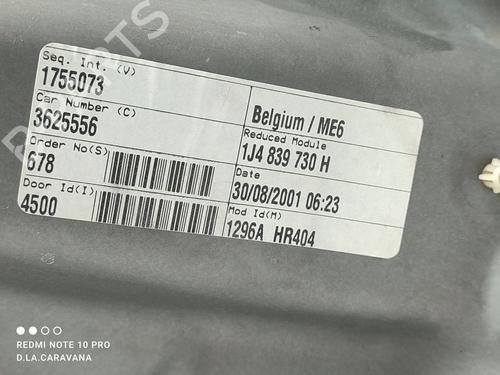 Seq. Int. (V)
1755073
Car Number (C)
3625556
Order No(S)
678
Door Id(I)
4500
Belgium / ME6
Reduced Module
1J4 839 730 H
Date
30/08/2001 06:23
Mod Id(M)
1296A HR404
REDMI NOTE 10 PRO
D.LA.CARAVANA